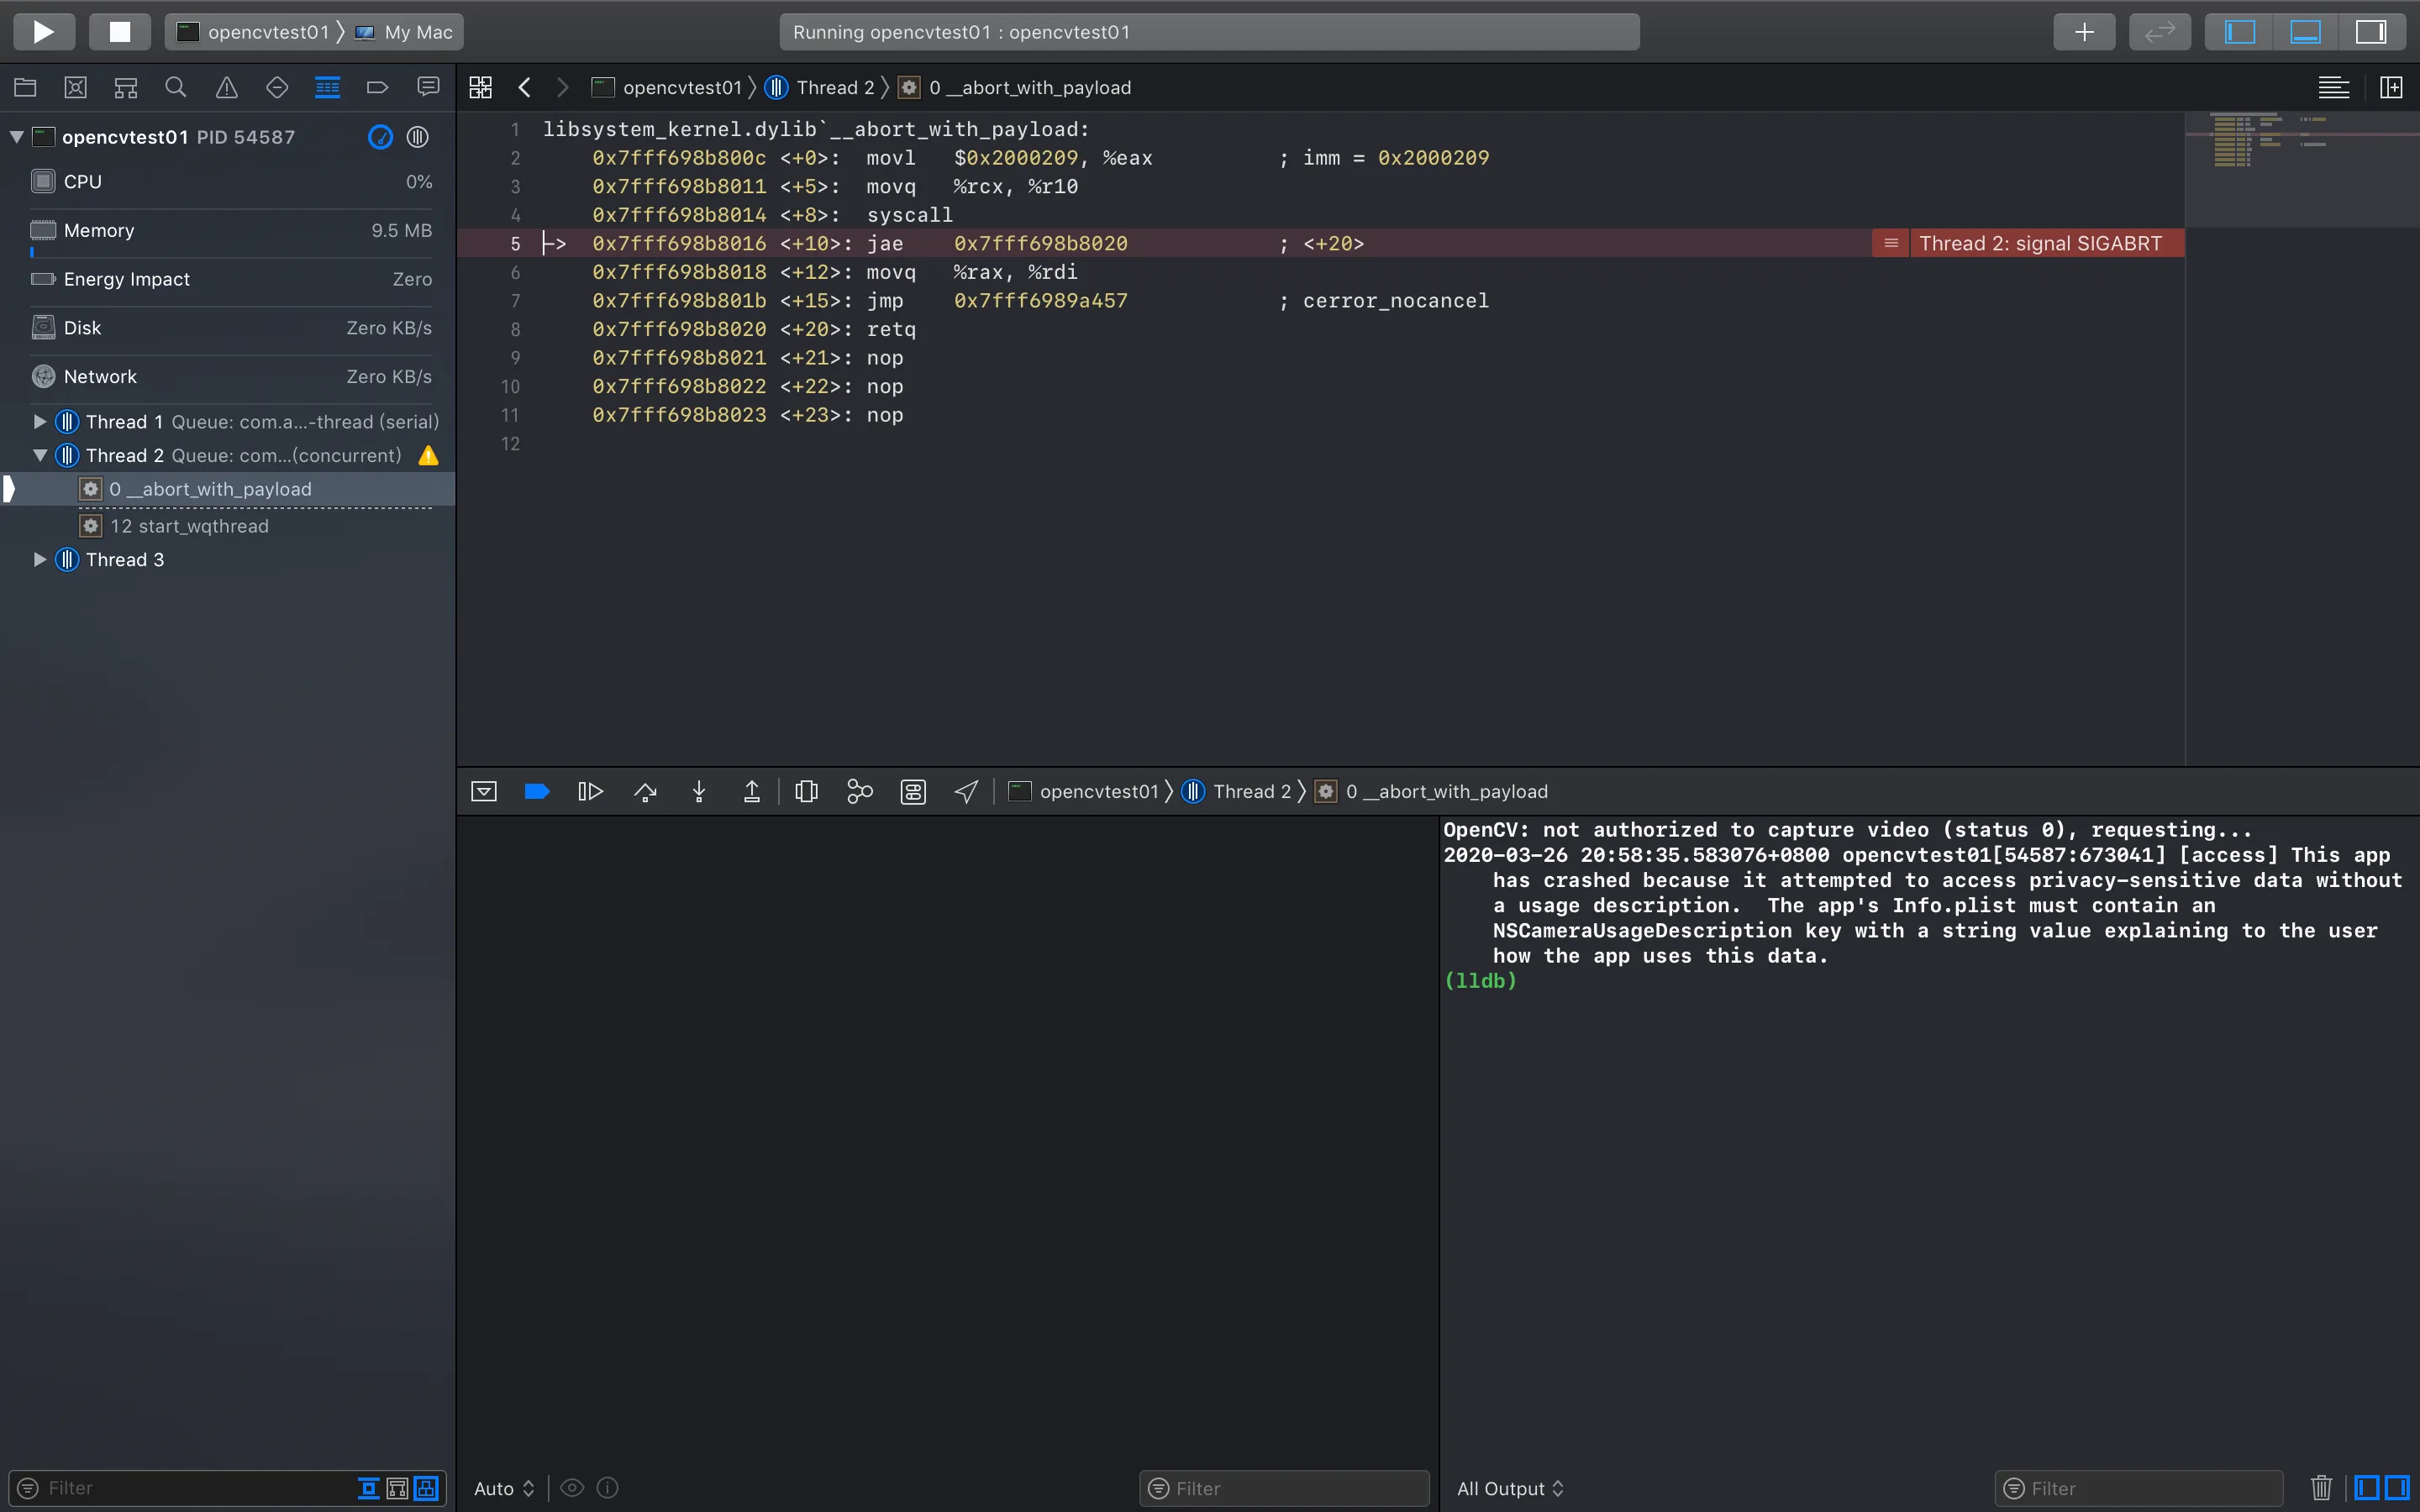 opencvtest01 〉 My Mac
Running opencvtest01 : opencvtest01
opencvtest01 〉 Thread 2 〉 0 __abort_with_payload
opencvtest01 PID 54587
CPU 0%
Memory 9.5 MB
Energy Impact Zero
Disk Zero KB/s
Network Zero KB/s
Thread 1 Queue: com.a...-thread (serial)
Thread 2 Queue: com...(concurrent)
0 __abort_with_payload
12 start_wqthread
Thread 3
Filter
1 libsystem_kernel.dylib`__abort_with_payload:
2 0x7fff698b800c <+0>: movl $0x2000209, %eax ; imm = 0x2000209
3 0x7fff698b8011 <+5>: movq %rcx, %r10
4 0x7fff698b8014 <+8>: syscall
5 -> 0x7fff698b8016 <+10>: jae 0x7fff698b8020 ; <+20> Thread 2: signal SIGABRT
6 0x7fff698b8018 <+12>: movq %rax, %rdi
7 0x7fff698b801b <+15>: jmp 0x7fff6989a457 ; cerror_nocancel
8 0x7fff698b8020 <+20>: retq
9 0x7fff698b8021 <+21>: nop
10 0x7fff698b8022 <+22>: nop
11 0x7fff698b8023 <+23>: nop
12
opencvtest01 〉 Thread 2 〉 0 __abort_with_payload
OpenCV: not authorized to capture video (status 0), requesting...
2020-03-26 20:58:35.583076+0800 opencvtest01[54587:673041] [access] This app
has crashed because it attempted to access privacy-sensitive data without
a usage description.  The app's Info.plist must contain an
NSCameraUsageDescription key with a string value explaining to the user
how the app uses this data.
(lldb)
Auto
Filter
All Output
Filter